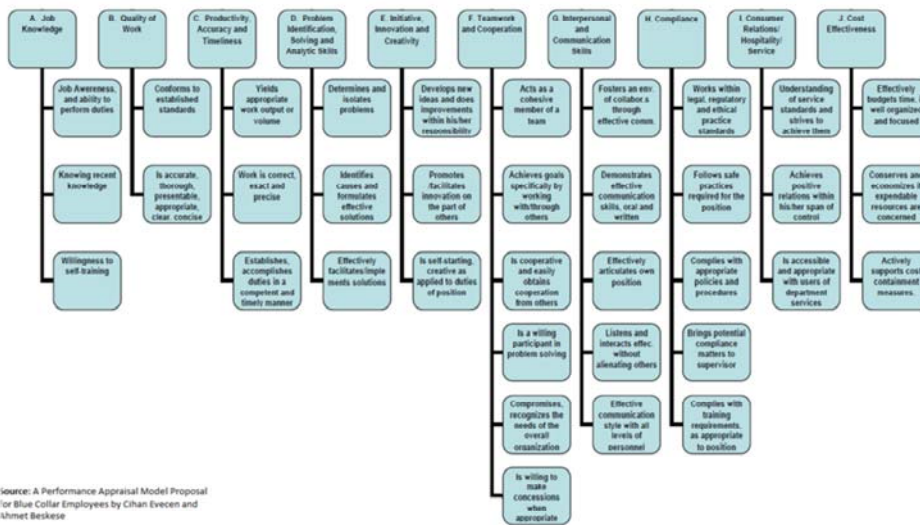 A. Job
Knowledge
Job Awereness,
and ability to
perform duties
Knowing recent
knowledge
Willingness to
self-training
B. Quality of
Work
Conforms to
established
standards
Is accurate,
thorough,
presentable,
appropriate,
clear, concise
C. Productivity,
Accuracy and
Timeliness
Yields
appropriate
work output or
volume
Work is correct,
exact and
precise
Establishes,
accomplishes
duties in a
competent and
timely manner
D. Problem
Identification,
Solving and
Analytic Skills
Determines and
isolates
problems
Identifies
causes and
formulates
effective
solutions
Effectively
facilitates/imple
ments solutions
E. Initiative,
Innovation and
Creativity
Develops new
ideas and does
improvements
within his/her
responsibility
Promotes
/facilitates
innovation on
the part of
others
Is self-starting,
creative as
applied to duties
of position
F. Teamwork
and Cooperation
Acts as a
cohesive
member of a
team
Achieves goals
specifically by
working
with/through
others
Is cooperative
and easily
obtains
cooperation
from others
Is a willing
participant in
problem solving
Compromises,
recognizes the
needs of the
overall
organization
Is willing to
make
concessions
when
appropriate
G. Interpersonal
and
Communication
Skills
Fosters an env.
of collabor.s
through
effective comm.
Demonstrates
effective
communication
skills, oral and
written
Effectively
articulates own
position
Listens and
interacts effec.
without
alienating others
Effective
communication
style with all
levels of
personnel
H. Compliance
Works within
legal, regulatory
and ethical
practice
standards
Follows safe
practices
required for the
position
Complies with
appropriate
policies and
procedures
Brings potential
compliance
matters to
supervisor
Complies with
training
requirements,
as appropriate
to position
I. Consumer
Relations/
Hospitality/
Service
Understanding
of service
standards and
strives to
achieve them
Achieves
positive
relations within
his/her span of
control
Is accessible
and appropriate
with users of
department
services
J. Cost
Effectiveness
Effectively
budgets time,
well organized
and focused
Conserves and
economizes
expendable
resources are
concerned
Actively
supports cost
containment
measures.
Source: A Performance Appraisal Model Proposal
for Blue Collar Employees by Cihan Evecen and
Ahmet Beskese